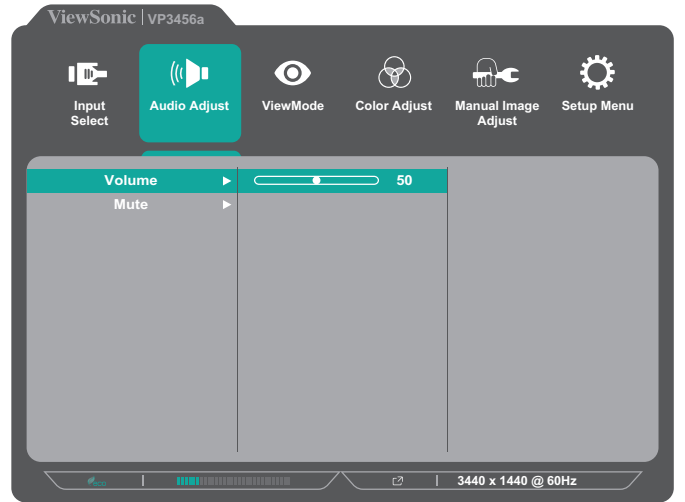 ViewSonic | VP3456a
Input Select
Audio Adjust
ViewMode
Color Adjust
Manual Image Adjust
Setup Menu
Volume
50
Mute
eco
3440 x 1440 @ 60Hz